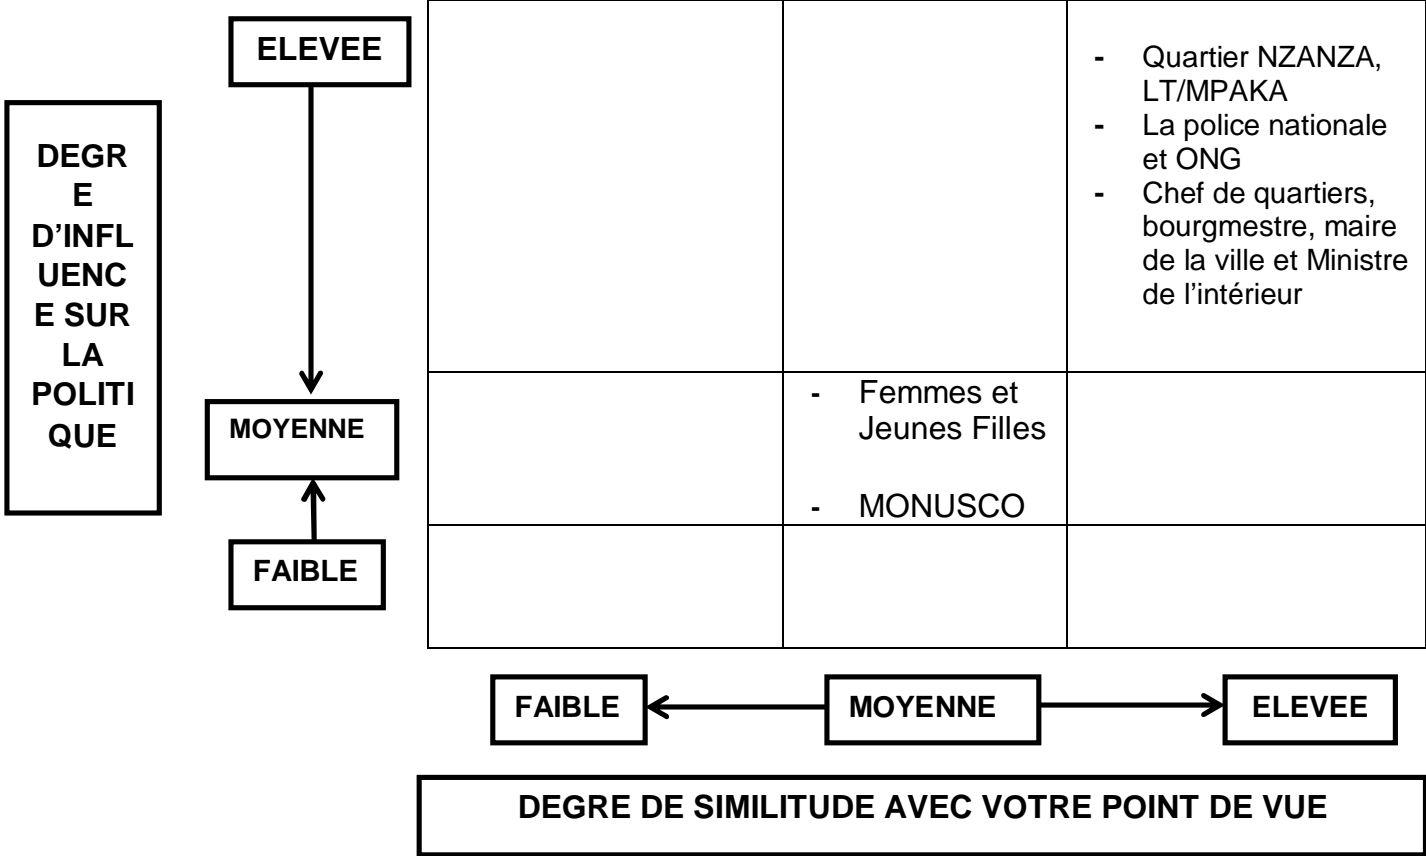 ELEVEE
- Quartier NZANZA,
LT/MPAKA
- La police nationale
et ONG
- Chef de quartiers,
bourgmestre, maire
de la ville et Ministre
de l'intérieur
DEGR
E
D'INFL
UENC
E SUR
LA
POLITI
QUE
MOYENNE
- Femmes et
Jeunes Filles
- MONUSCO
FAIBLE
FAIBLE
MOYENNE
ELEVEE
DEGRE DE SIMILITUDE AVEC VOTRE POINT DE VUE